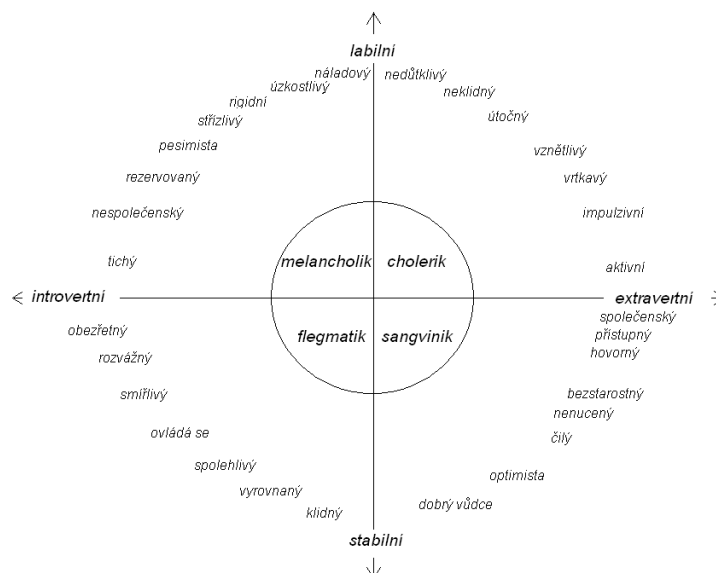 labilní
náladový
nedůtklivý
úzkostlivý
neklidný
rigidní
střízlivý
útočný
pesimista
vznětlivý
rezervovaný
vrtkavý
nespolečenský
impulzivní
tichý
melancholik
cholerik
aktivní
introvertní
extravertní
společenský
obezřetný
flegmatik
sangvinik
přístupný
hovorný
rozvážný
smířlivý
bezstarostný
nenucený
ovládá se
čilý
spolehlivý
optimista
vyrovnaný
dobrý vůdce
klidný
stabilní